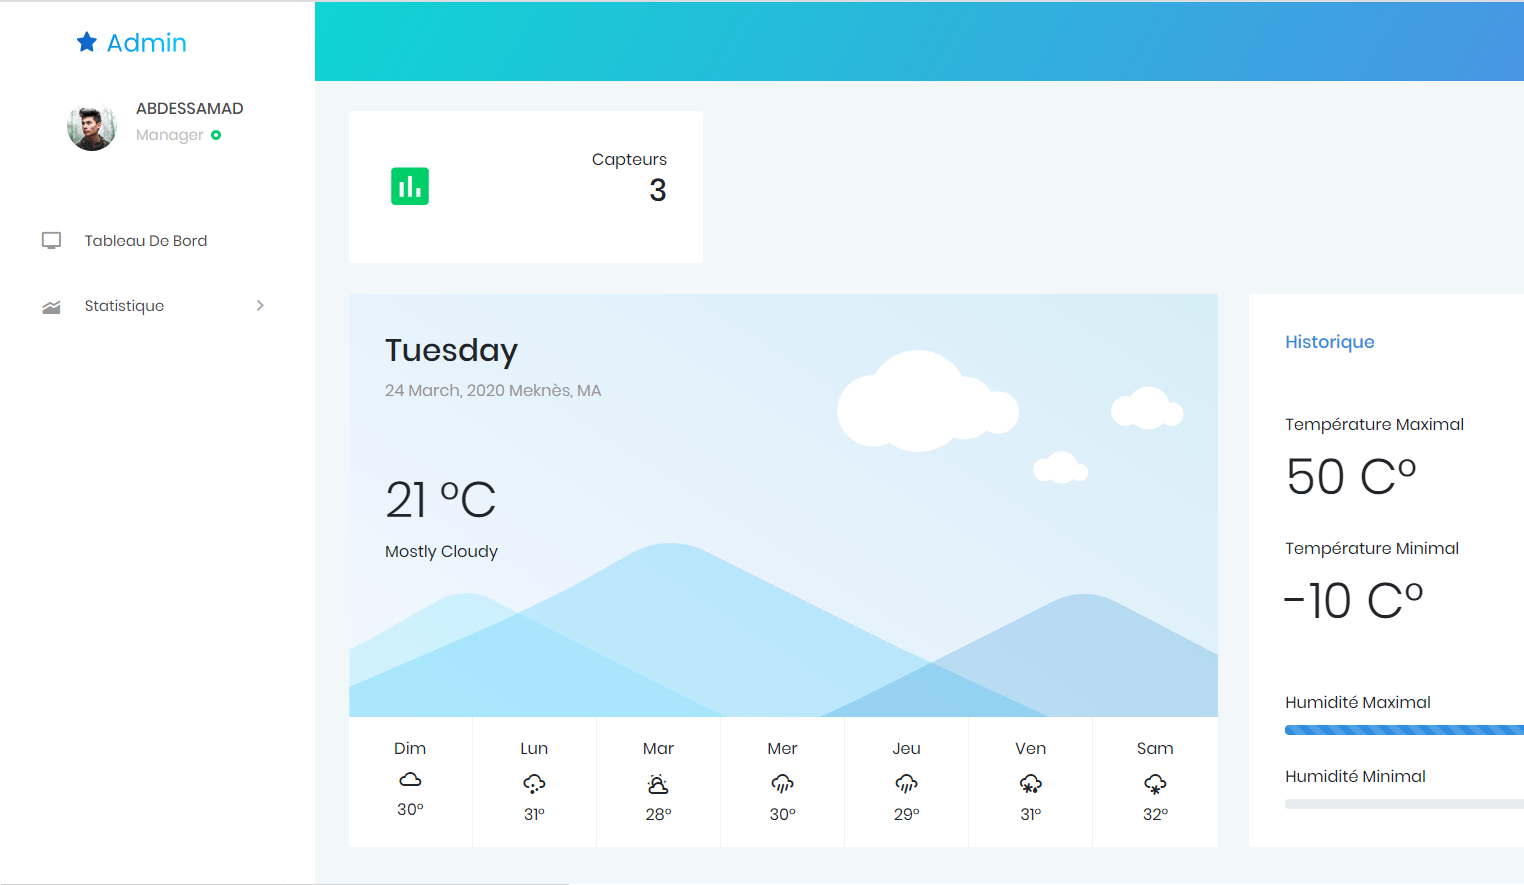 Admin
ABDESSAMAD
Manager
Tableau De Bord
Statistique
Capteurs
3
Tuesday
24 March, 2020 Meknès, MA
21 °C
Mostly Cloudy
Dim Lun Mar Mer Jeu Ven Sam
30° 31° 28° 30° 29° 31° 32°
Historique
Température Maximal
50 C°
Température Minimal
-10 C°
Humidité Maximal
Humidité Minimal